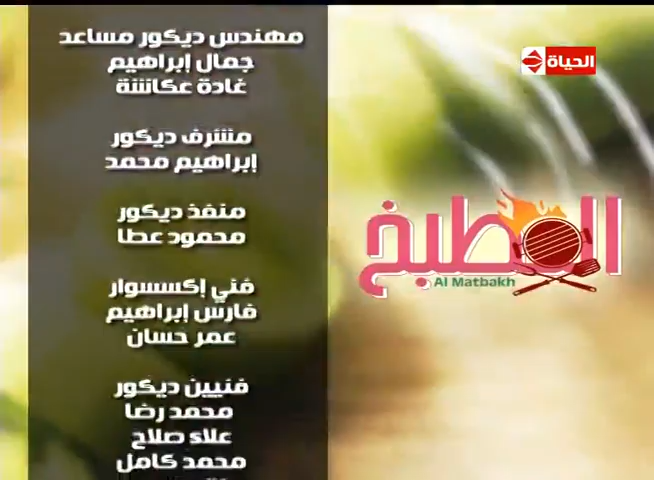 مهندس ديكور مساعد
جمال إبراهيم
غادة عكاشة
مشرف ديكور
إبراهيم محمد
منفذ ديكور
محمود عطا
فني إكسسوار
فارس إبراهيم
عمر حسان
فنيين ديكور
محمد رضا
علاء صلاح
محمد كامل
الحياة
المطبخ
Al Matbakh